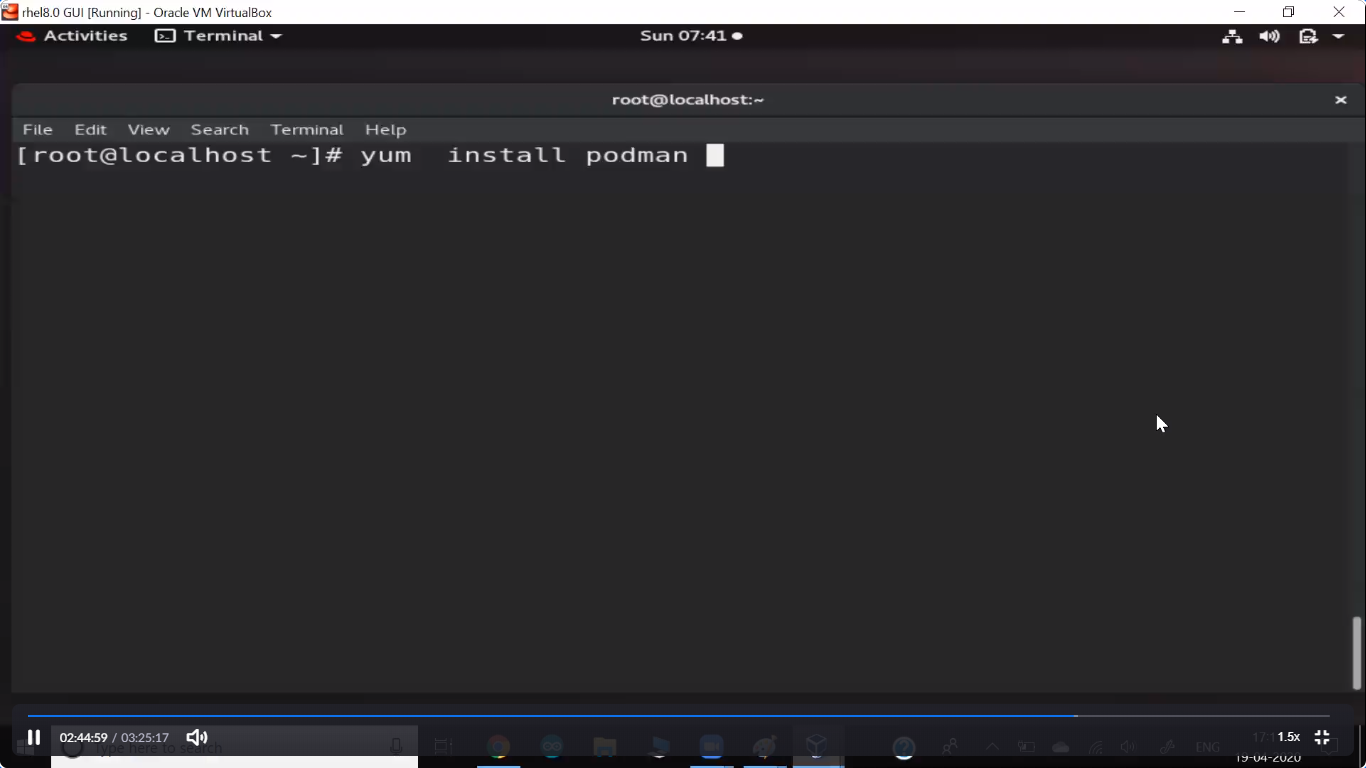 rhel8.0 GUI [Running] - Oracle VM VirtualBox
Activities Terminal Sun 07:41
root@localhost:~
File Edit View Search Terminal Help
[root@localhost ~]# yum  install podman
02:44:59 / 03:25:17 1.5x
Type here to search ENG
19-04-2020